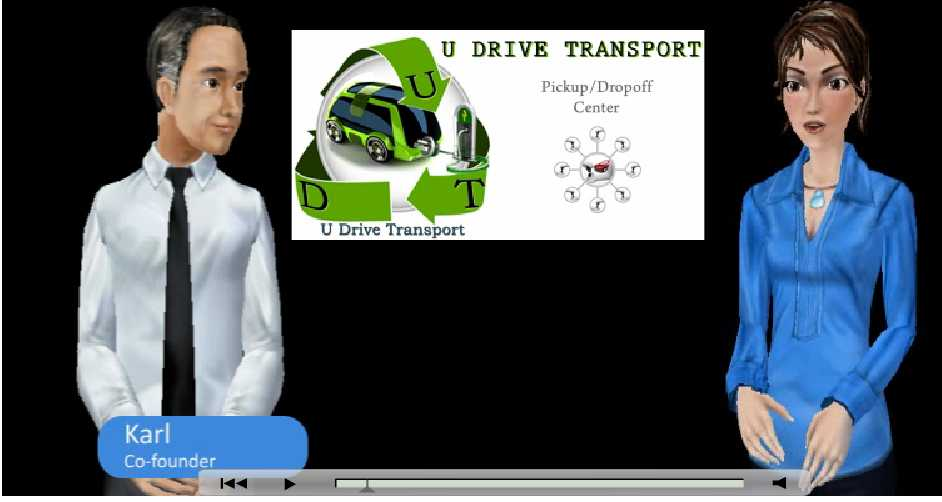 U DRIVE TRANSPORT
Pickup/Dropoff
Center
U
D
T
U Drive Transport
Karl
Co-founder